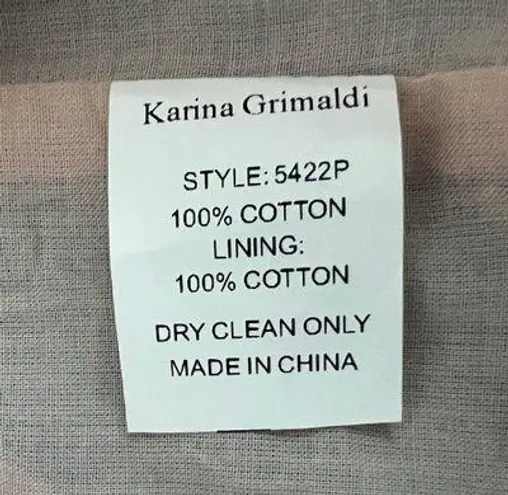 Karina Grimaldi
STYLE: 5422P
100% COTTON
LINING:
100% COTTON
DRY CLEAN ONLY
MADE IN CHINA